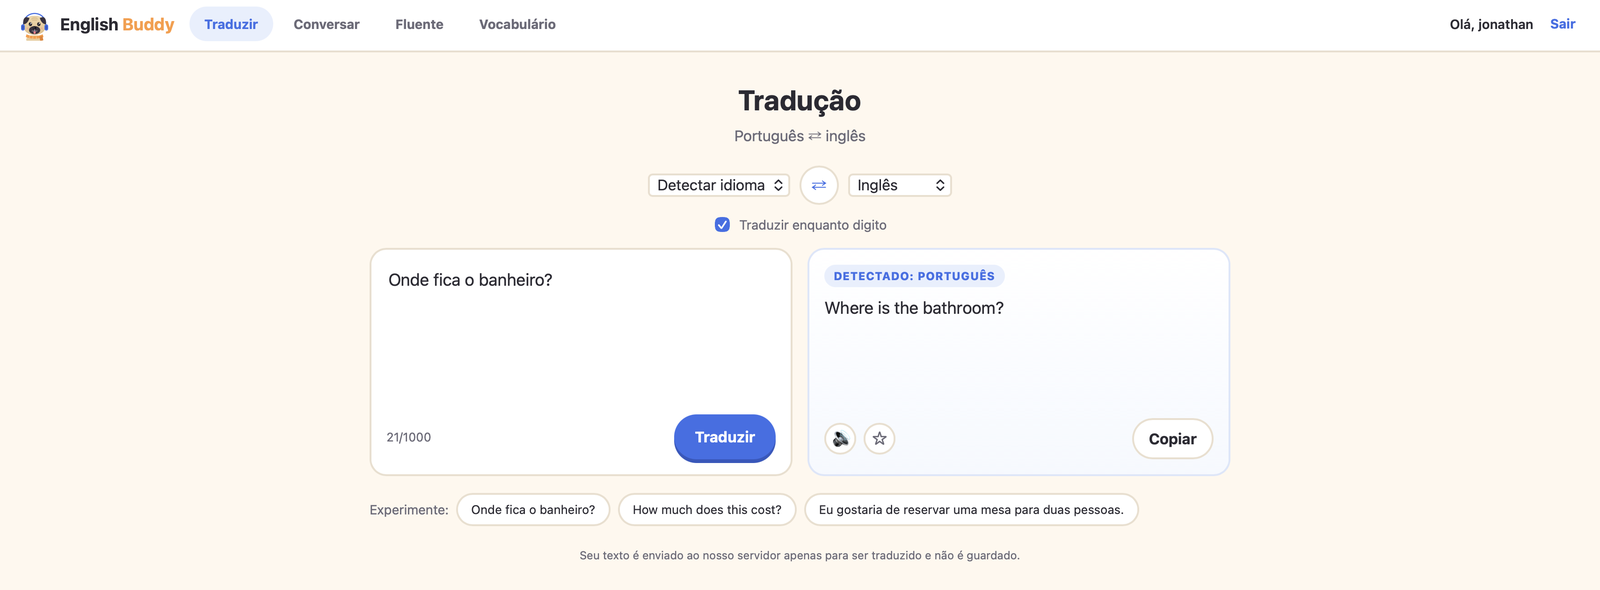 English Buddy Traduzir Conversar Fluente Vocabulário Olá, jonathan Sair
Tradução
Português ⇄ inglês
Detectar idioma ⇄ Inglês
Traduzir enquanto digito
Onde fica o banheiro?
21/1000 Traduzir
DETECTADO: PORTUGUÊS
Where is the bathroom?
Copiar
Experimente: Onde fica o banheiro? How much does this cost? Eu gostaria de reservar uma mesa para duas pessoas.
Seu texto é enviado ao nosso servidor apenas para ser traduzido e não é guardado.